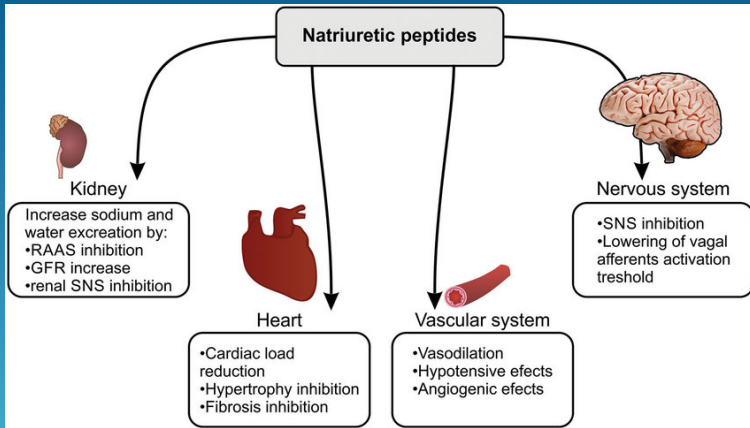 Natriuretic peptides
Kidney
Increase sodium and
water excreation by:
•RAAS inhibition
•GFR increase
•renal SNS inhibition
Heart
•Cardiac load
reduction
•Hypertrophy inhibition
•Fibrosis inhibition
Vascular system
•Vasodilation
•Hypotensive efects
•Angiogenic efects
Nervous system
•SNS inhibition
•Lowering of vagal
afferents activation
treshold